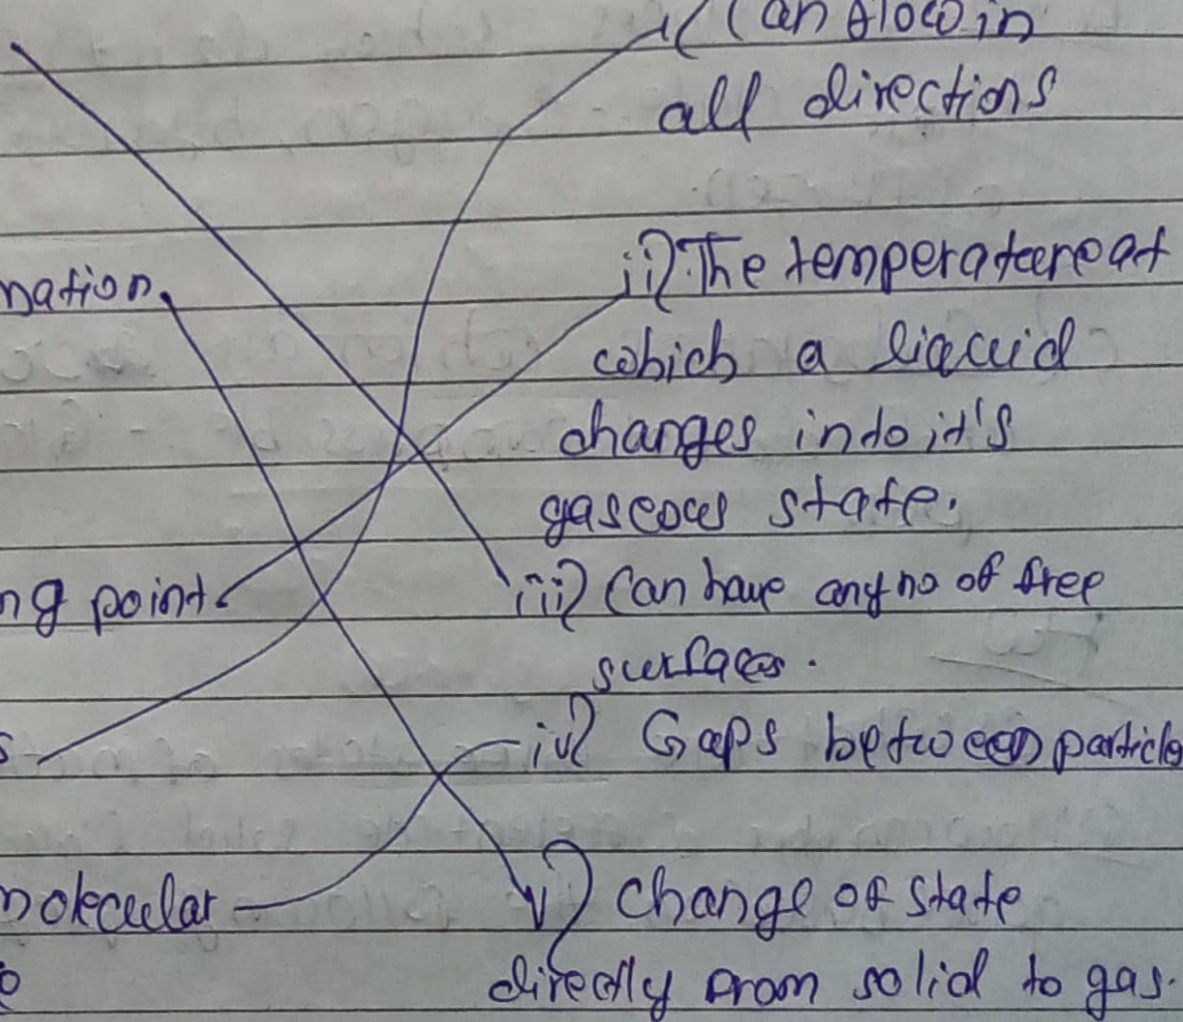 i) Can flow in
all directions
nation
ii) The temperature at
which a liquid
changes into it's
gaseous state.
ng point
iii) Can have any no of free
surfaces.
s
iv) Gaps between particles
molecular
v) change of state
e
directly from solid to gas.